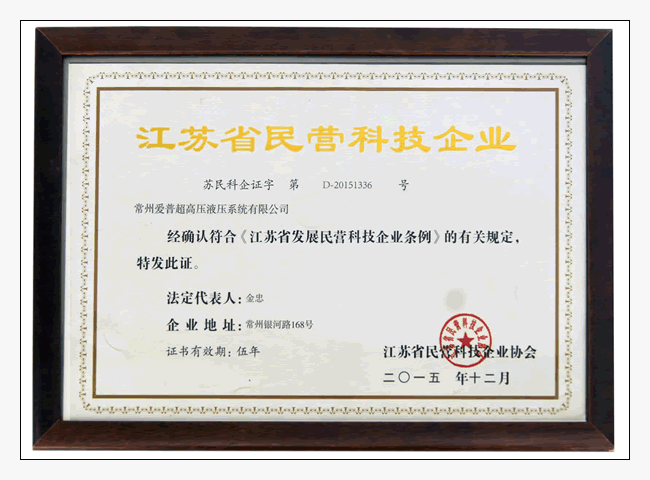 江苏省民营科技企业
苏民科企证字 第 D-20151336 号
常州爱普超高压液压系统有限公司
经确认符合《江苏省发展民营科技企业条例》的有关规定，
特发此证。
法定代表人：金忠
企业地址：常州银河路168号
证书有效期：伍年
江苏省民营科技企业协会
二〇一五 年十二月